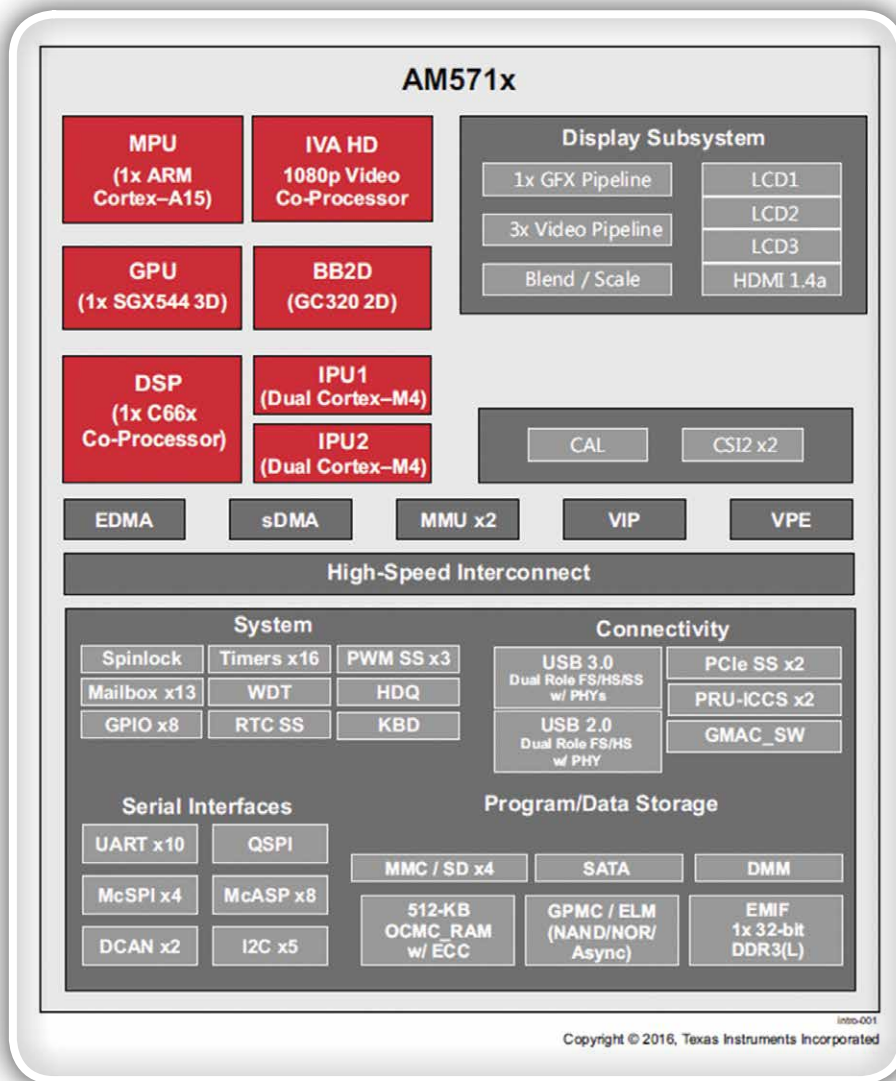 AM571x
MPU
(1x ARM
Cortex–A15)
IVA HD
1080p Video
Co-Processor
Display Subsystem
1x GFX Pipeline
3x Video Pipeline
Blend / Scale
LCD1
LCD2
LCD3
HDMI 1.4a
GPU
(1x SGX544 3D)
BB2D
(GC320 2D)
DSP
(1x C66x
Co-Processor)
IPU1
(Dual Cortex–M4)
IPU2
(Dual Cortex–M4)
CAL
CSI2 x2
EDMA
sDMA
MMU x2
VIP
VPE
High-Speed Interconnect
System
Spinlock
Timers x16
PWM SS x3
Mailbox x13
WDT
HDQ
GPIO x8
RTC SS
KBD
Connectivity
USB 3.0
Dual Role FS/HS/SS
w/ PHYs
USB 2.0
Dual Role FS/HS
w/ PHY
PCIe SS x2
PRU-ICCS x2
GMAC_SW
Serial Interfaces
UART x10
QSPI
McSPI x4
McASP x8
DCAN x2
I2C x5
Program/Data Storage
MMC / SD x4
SATA
DMM
512-KB
OCMC_RAM
w/ ECC
GPMC / ELM
(NAND/NOR/
Async)
EMIF
1x 32-bit
DDR3(L)
intro-001
Copyright © 2016, Texas Instruments Incorporated